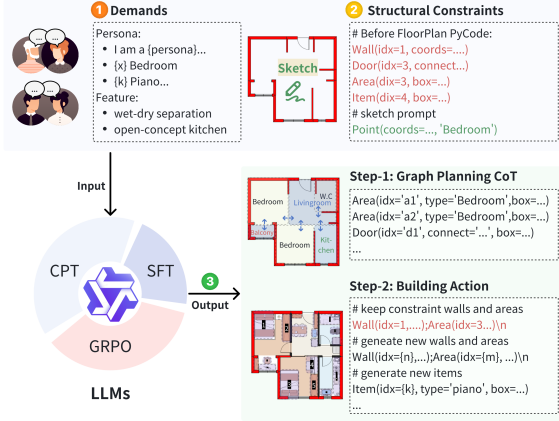 1 Demands
Persona:
I am a {persona}...
{x} Bedroom
{k} Piano...
Feature:
wet-dry separation
open-concept kitchen
Sketch
2 Structural Constraints
# Before FloorPlan PyCode:
Wall(idx=1, coords=....)
Door(idx=3, connect...)
Area(idx=3, box=...)
Item(idx=4, box=...)
# sketch prompt
Point(coords=..., 'Bedroom')
Input
CPT
SFT
GRPO
LLMs
3
Output
Bedroom
W.C
Livingroom
Balcony
Bedroom
Kit-
chen
Step-1: Graph Planning CoT
Area(idx='a1', type='Bedroom',box=...)
Area(idx='a2', type='Bedroom',box=...)
Door(idx='d1', connect='...', box=...)
...
Step-2: Building Action
# keep constraint walls and areas
Wall(idx=1,....);Area(idx=3...)\n
# geneate new walls and areas
Wall(idx={n},...);Area(idx={m}, ...)\n
# generate new items
Item(idx={k}, type='piano', box=...)
...